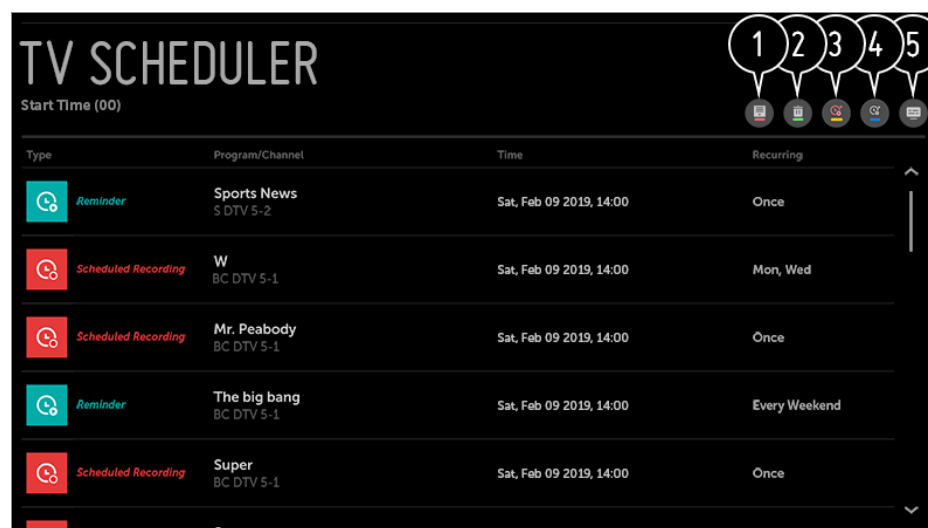 TV SCHEDULER
1 2 3 4 5
Start Time (00)
Type Program/Channel Time Recurring
Reminder Sports News Sat, Feb 09 2019, 14:00 Once
S DTV 5-2
Scheduled Recording W Sat, Feb 09 2019, 14:00 Mon, Wed
BC DTV 5-1
Scheduled Recording Mr. Peabody Sat, Feb 09 2019, 14:00 Once
BC DTV 5-1
Reminder The big bang Sat, Feb 09 2019, 14:00 Every Weekend
BC DTV 5-1
Scheduled Recording Super Sat, Feb 09 2019, 14:00 Once
BC DTV 5-1